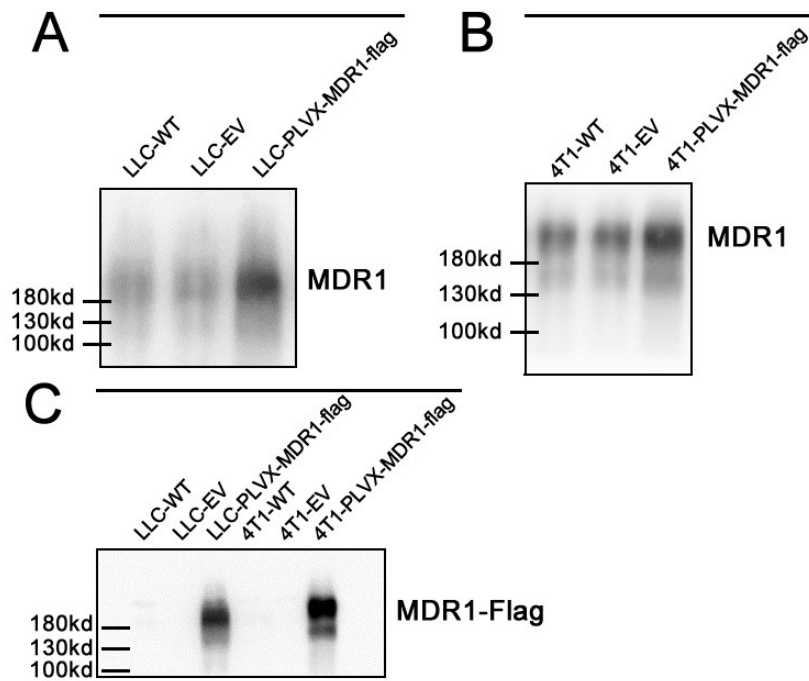 A
LLC-WT
LLC-EV
LLC-PLVX-MDR1-flag
MDR1
180kd
130kd
100kd
B
4T1-WT
4T1-EV
4T1-PLVX-MDR1-flag
MDR1
180kd
130kd
100kd
C
LLC-WT
LLC-EV
LLC-PLVX-MDR1-flag
4T1-WT
4T1-EV
4T1-PLVX-MDR1-flag
MDR1-Flag
180kd
130kd
100kd